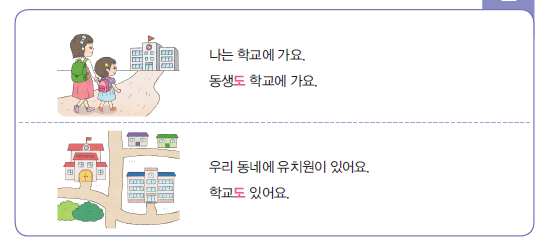 나는 학교에 가요.
동생도 학교에 가요.
우리 동네에 유치원이 있어요.
학교도 있어요.